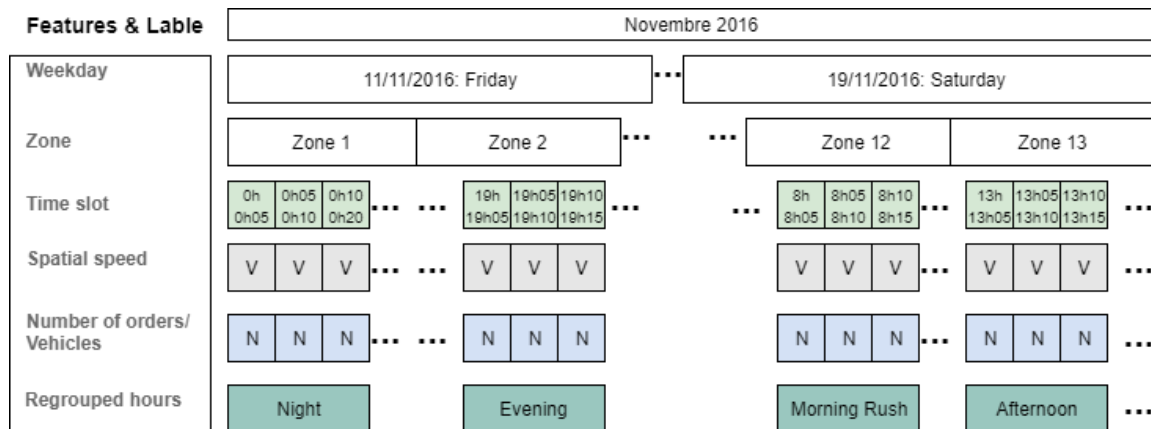 Features & Lable
Novembre 2016
Weekday
11/11/2016: Friday ... 19/11/2016: Saturday
Zone
Zone 1 Zone 2 ... ... Zone 12 Zone 13
Time slot
0h 0h05 0h10 19h 19h05 19h10 8h 8h05 8h10 13h 13h05 13h10
0h05 0h10 0h20 ... ... 19h05 19h10 19h15 ... ... 8h05 8h10 8h15 ... 13h05 13h10 13h15 ...
Spatial speed
V V V ... ... V V V V V V ... V V V ...
Number of orders/
Vehicles
N N N ... ... N N N N N N ... N N N ...
Regrouped hours
Night Evening Morning Rush Afternoon ...